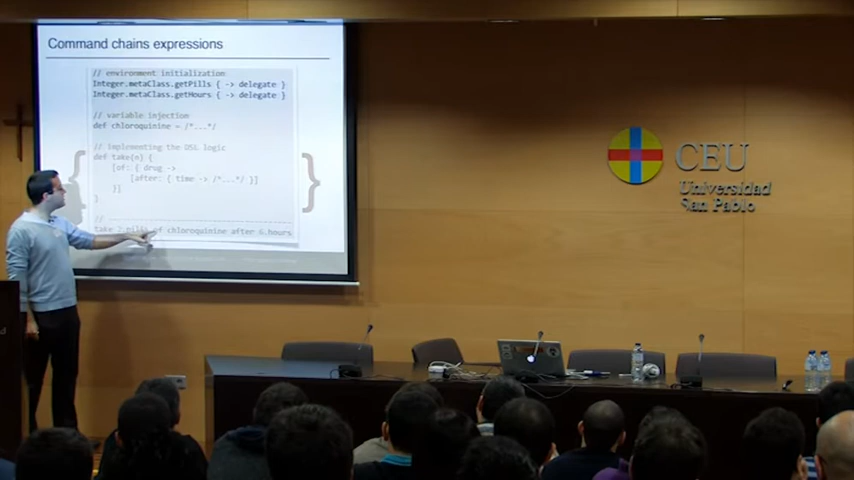 Command chains expressions
// environment initialization
Integer.metaClass.getPills { -> delegate }
Integer.metaClass.getHours { -> delegate }
// variable injection
def chloroquinine = /*...*/
// implementing the DSL logic
def take(n) {
[of: { drug ->
[after: { time -> /*...*/ }]
}]
}
// ----------------------------------------
take 2.pills of chloroquinine after 6.hours
CEU
Universidad
San Pablo